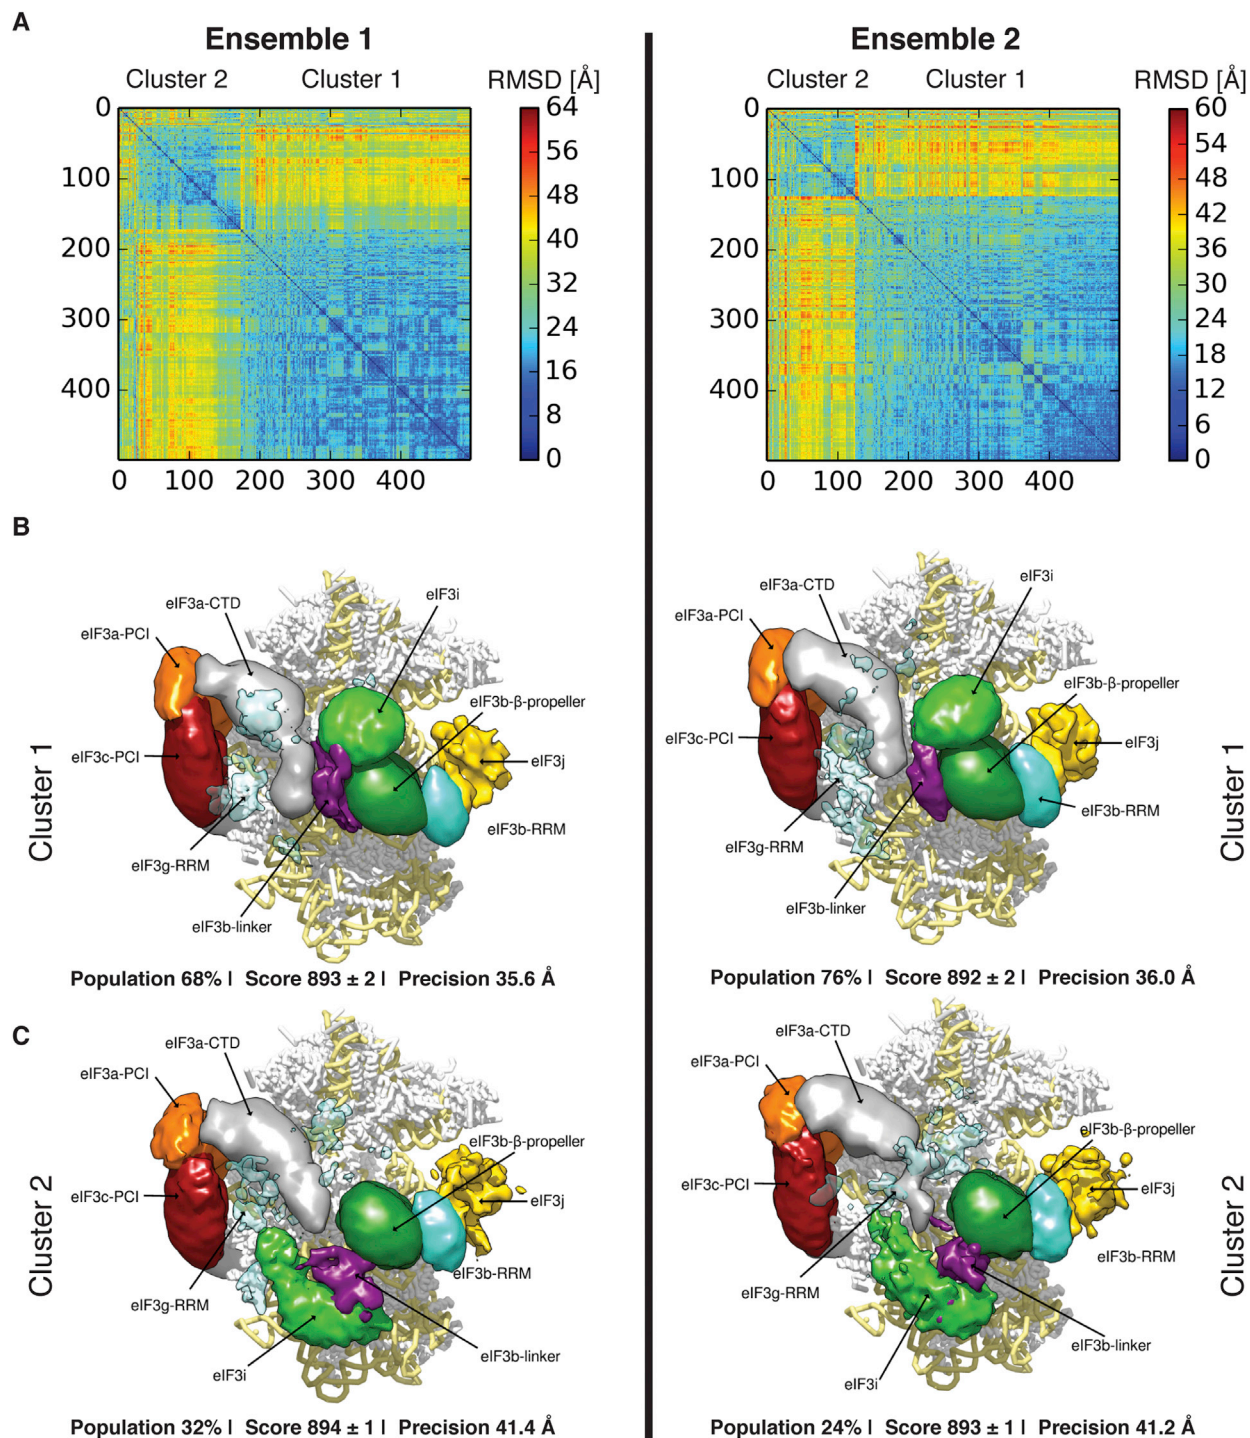 A
Ensemble 1
Ensemble 2
Cluster 2 Cluster 1 RMSD [Å]
Cluster 2 Cluster 1 RMSD [Å]
0
100
200
300
400
0 100 200 300 400
64
56
48
40
32
24
16
8
0
0
100
200
300
400
0 100 200 300 400
60
54
48
42
36
30
24
18
12
6
0
B
Cluster 1
eIF3a-CTD
eIF3i
eIF3a-PCI
eIF3b-β-propeller
eIF3c-PCI
eIF3j
eIF3b-RRM
eIF3g-RRM
eIF3b-linker
Population 68% | Score 893 ± 2 | Precision 35.6 Å
eIF3a-CTD
eIF3i
eIF3a-PCI
eIF3b-β-propeller
eIF3c-PCI
eIF3j
eIF3b-RRM
eIF3g-RRM
eIF3b-linker
Cluster 1
Population 76% | Score 892 ± 2 | Precision 36.0 Å
C
Cluster 2
eIF3a-CTD
eIF3a-PCI
eIF3b-β-propeller
eIF3c-PCI
eIF3j
eIF3b-RRM
eIF3g-RRM
eIF3b-linker
eIF3i
Population 32% | Score 894 ± 1 | Precision 41.4 Å
eIF3a-CTD
eIF3a-PCI
eIF3b-β-propeller
eIF3c-PCI
eIF3j
eIF3b-RRM
eIF3g-RRM
eIF3b-linker
eIF3i
Cluster 2
Population 24% | Score 893 ± 1 | Precision 41.2 Å